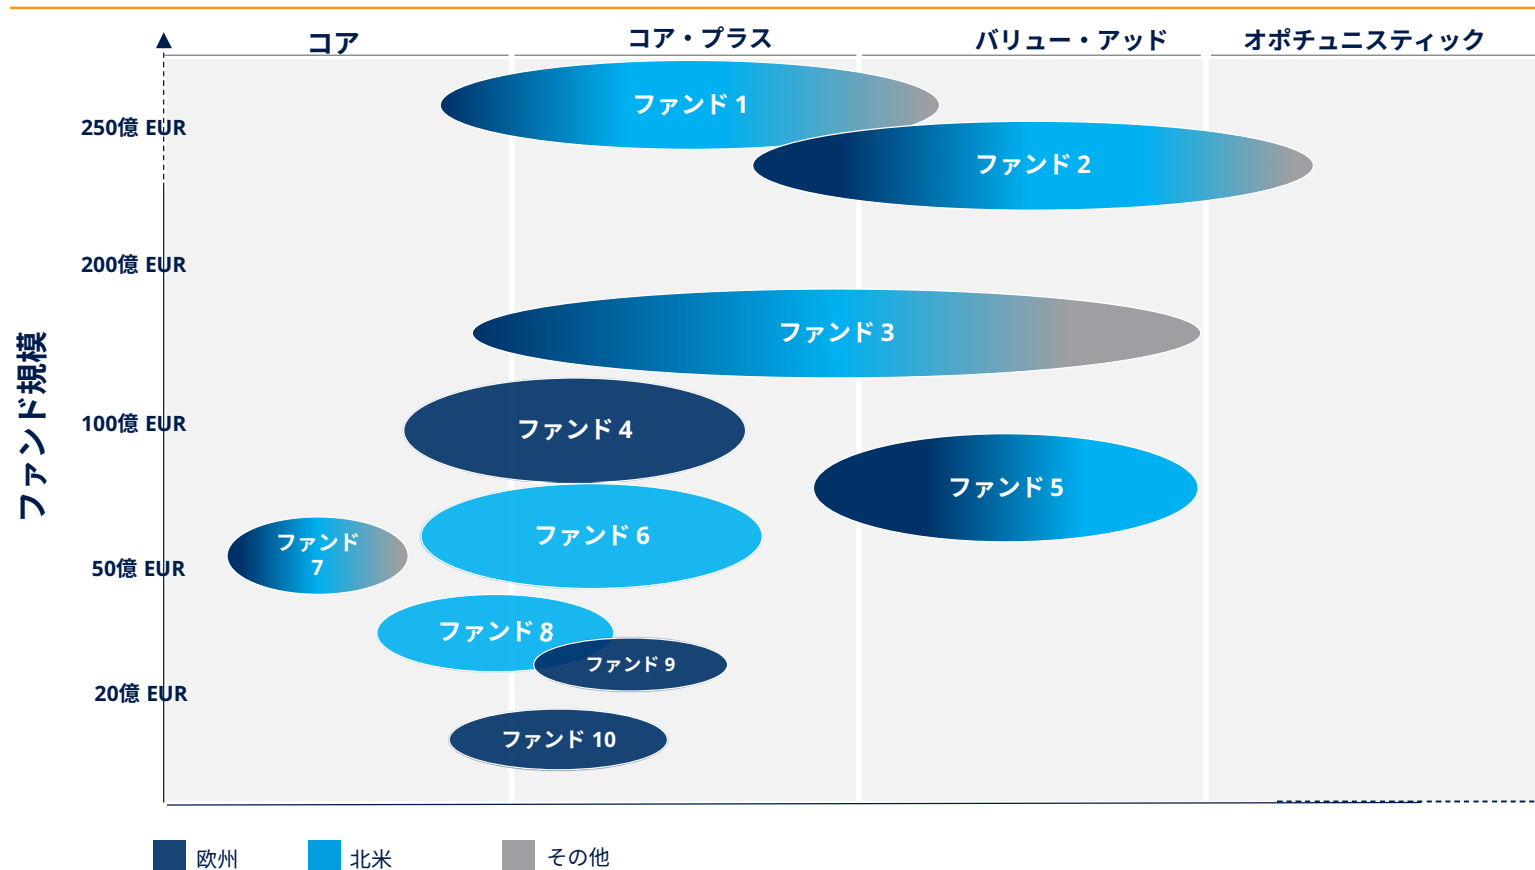 コア
コア・プラス
バリュー・アッド
オポチュニスティック
ファンド規模
250億 EUR
200億 EUR
100億 EUR
50億 EUR
20億 EUR
ファンド 1
ファンド 2
ファンド 3
ファンド 4
ファンド 5
ファンド 6
ファンド
7
ファンド 8
ファンド 9
ファンド 10
欧州
北米
その他